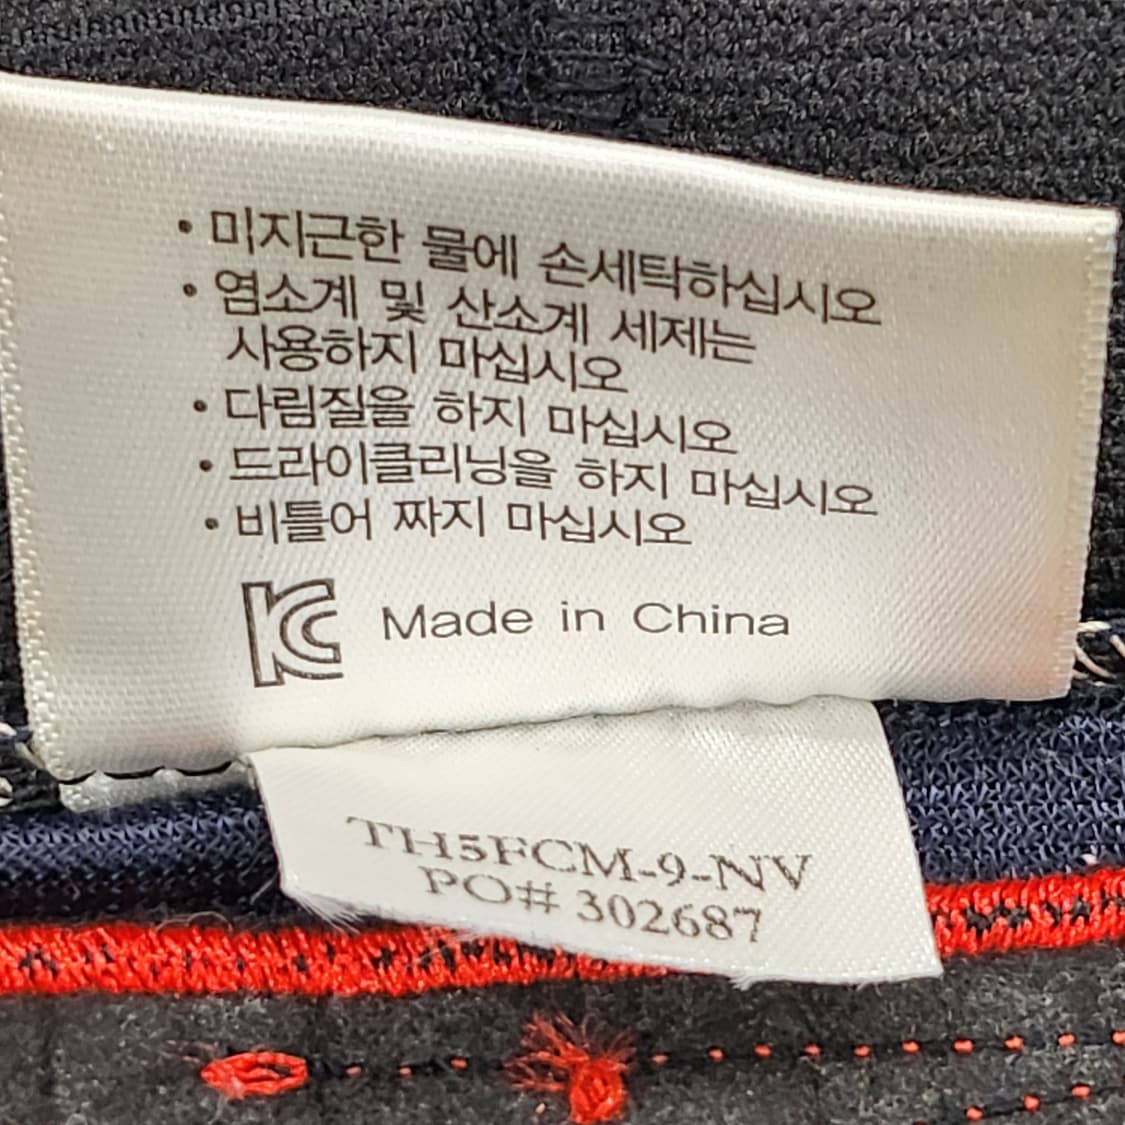 • 미지근한 물에 손세탁하십시오
• 염소계 및 산소계 세제는
사용하지 마십시오
• 다림질을 하지 마십시오
• 드라이클리닝을 하지 마십시오
• 비틀어 짜지 마십시오
KC Made in China
TH5FCM-9-NV
PO# 302687